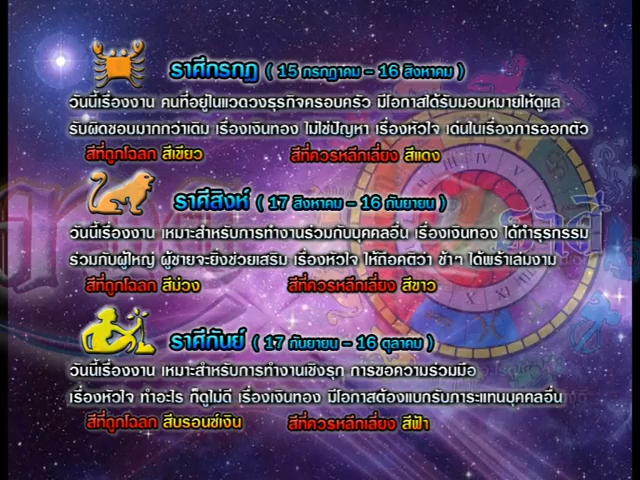 ราศีกรกฎ ( 15 กรกฎาคม - 16 สิงหาคม )
วันนี้เรื่องงาน คนที่อยู่ในแวดวงธุรกิจครอบครัว มีโอกาสได้รับมอบหมายให้ดูแล
รับผิดชอบมากกว่าเดิม เรื่องเงินทอง ไม่ใช่ปัญหา เรื่องหัวใจ เด่นในเรื่องการออกตัว
สีที่ถูกโฉลก สีเขียว สีที่ควรหลีกเลี่ยง สีแดง
ราศีสิงห์ ( 17 สิงหาคม - 16 กันยายน )
วันนี้เรื่องงาน เหมาะสำหรับการทำงานร่วมกับบุคคลอื่น เรื่องเงินทอง ได้ทำธุรกรรม
ร่วมกับผู้ใหญ่ ผู้ชายจะยิ่งช่วยเสริม เรื่องหัวใจ ให้ถือคติว่า ช้าๆ ได้พร้าเล่มงาม
สีที่ถูกโฉลก สีม่วง สีที่ควรหลีกเลี่ยง สีขาว
ราศีกันย์ ( 17 กันยายน - 16 ตุลาคม )
วันนี้เรื่องงาน เหมาะสำหรับการทำงานเชิงรุก การขอความร่วมมือ
เรื่องหัวใจ ทำอะไร ก็ดูไม่ดี เรื่องเงินทอง มีโอกาสต้องแบกรับภาระแทนบุคคลอื่น
สีที่ถูกโฉลก สีบรอนซ์เงิน สีที่ควรหลีกเลี่ยง สีฟ้า